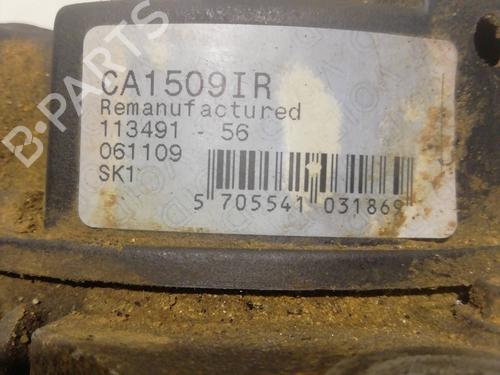 CA1509IR
Remanufactured
113491 - 56
061109
SK1
5 705541 031869
B-PARTS